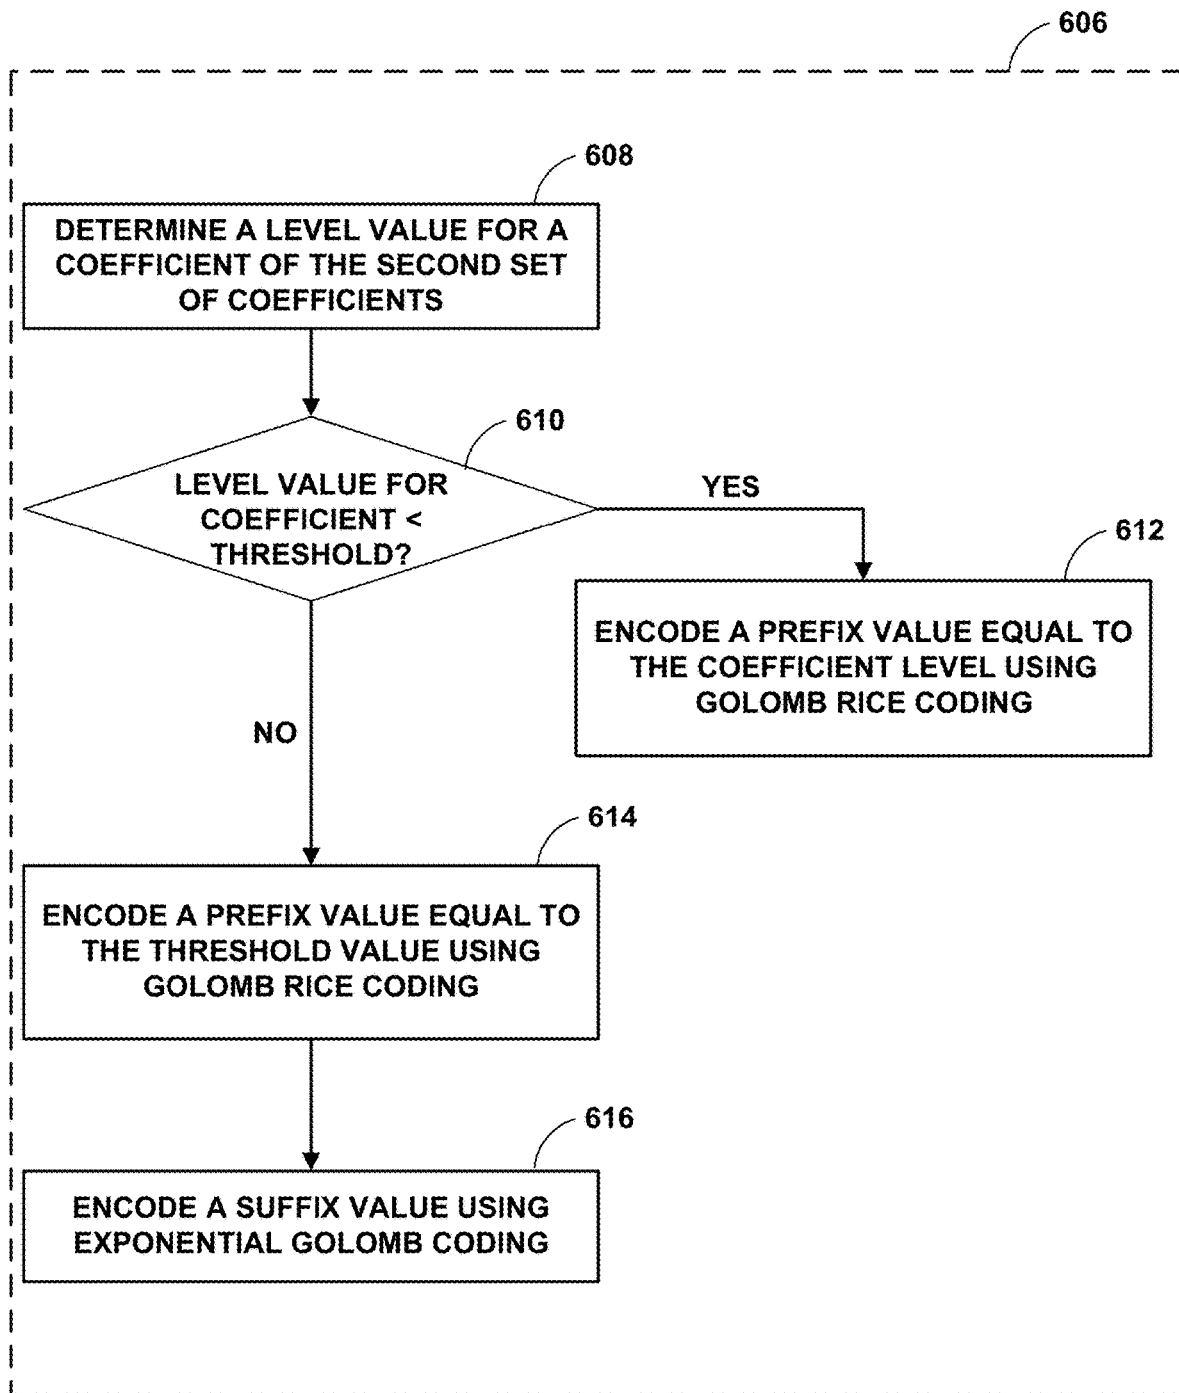 606
608
DETERMINE A LEVEL VALUE FOR A
COEFFICIENT OF THE SECOND SET
OF COEFFICIENTS
610
LEVEL VALUE FOR
COEFFICIENT <
THRESHOLD?
YES
612
ENCODE A PREFIX VALUE EQUAL TO
THE COEFFICIENT LEVEL USING
GOLOMB RICE CODING
NO
614
ENCODE A PREFIX VALUE EQUAL TO
THE THRESHOLD VALUE USING
GOLOMB RICE CODING
616
ENCODE A SUFFIX VALUE USING
EXPONENTIAL GOLOMB CODING